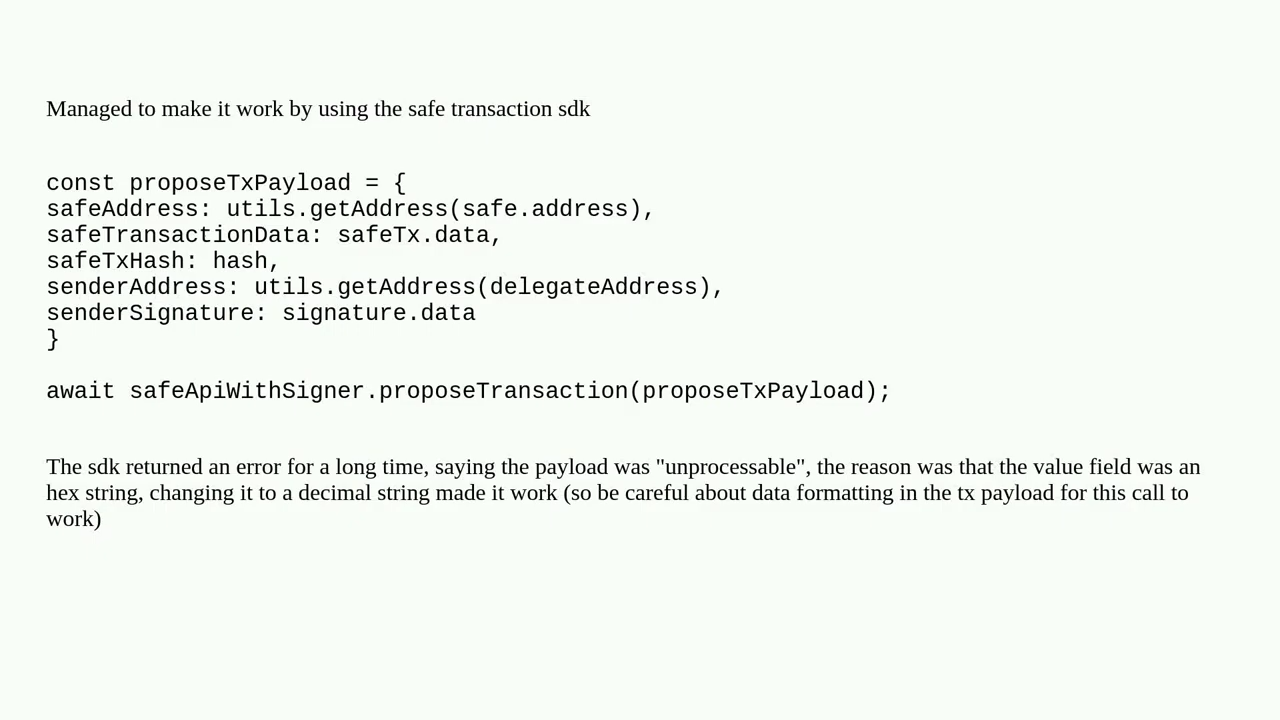 Managed to make it work by using the safe transaction sdk
const proposeTxPayload = {
safeAddress: utils.getAddress(safe.address),
safeTransactionData: safeTx.data,
safeTxHash: hash,
senderAddress: utils.getAddress(delegateAddress),
senderSignature: signature.data
}
await safeApiWithSigner.proposeTransaction(proposeTxPayload);
The sdk returned an error for a long time, saying the payload was "unprocessable", the reason was that the value field was an
hex string, changing it to a decimal string made it work (so be careful about data formatting in the tx payload for this call to
work)